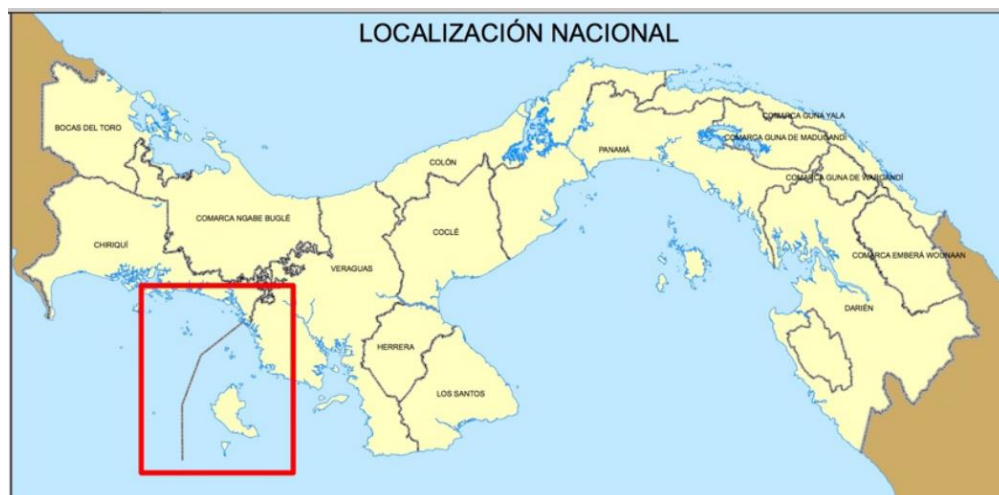 LOCALIZACIÓN NACIONAL
BOCAS DEL TORO
COMARCA GUNA YALA
COMARCA GUNA DE MADUGANDÍ
COLÓN
PANAMÁ
COMARCA GUNA DE WARGANDÍ
COMARCA NGABE BUGLÉ
COCLÉ
CHIRIQUÍ
VERAGUAS
COMARCA EMBERÁ WOUNAAN
DARIÉN
HERRERA
LOS SANTOS